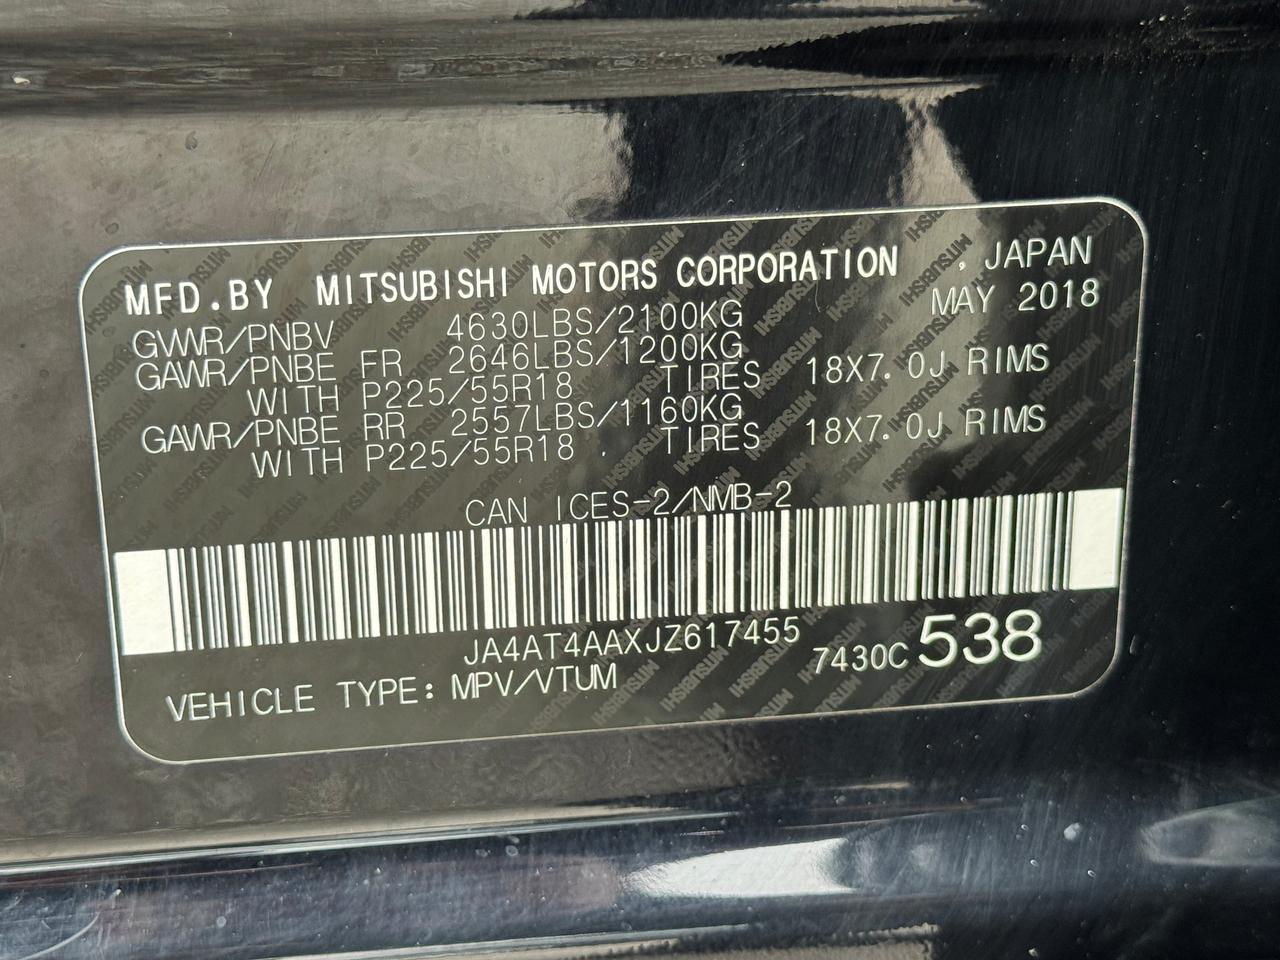 MFD.BY MITSUBISHI MOTORS CORPORATION , JAPAN
MAY 2018
GVWR/PNBV 4630LBS/2100KG
GAWR/PNBE FR 2646LBS/1200KG
WITH P225/55R18 TIRES 18X7.0J RIMS
GAWR/PNBE RR 2557LBS/1160KG
WITH P225/55R18 . TIRES 18X7.0J RIMS
CAN ICES-2/NMB-2
JA4AT4AAXJZ617455
7430C538
VEHICLE TYPE: MPV/VTUM